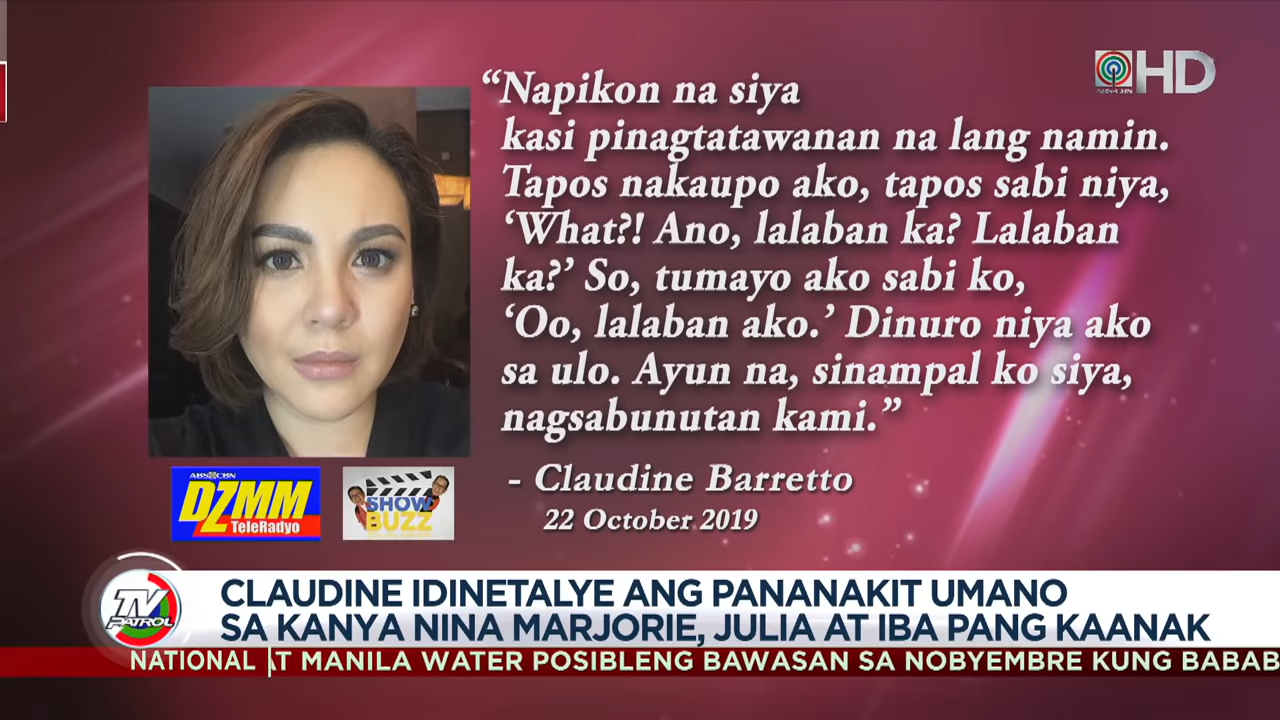 HD
“Napikon na siya
kasi pinagtatawanan na lang namin.
Tapos nakaupo ako, tapos sabi niya,
‘What?! Ano, lalaban ka? Lalaban
ka?’ So, tumayo ako sabi ko,
‘Oo, lalaban ako.’ Dinuro niya ako
sa ulo. Ayun na, sinampal ko siya,
nagsabunutan kami.”
- Claudine Barretto
22 October 2019
ABS-CBN
DZMM
TeleRadyo
SHOW
BUZZ
TV
PATROL
CLAUDINE IDINETALYE ANG PANANAKIT UMANO
SA KANYA NINA MARJORIE, JULIA AT IBA PANG KAANAK
NATIONAL AT MANILA WATER POSIBLENG BAWASAN SA NOBYEMBRE KUNG BABAB